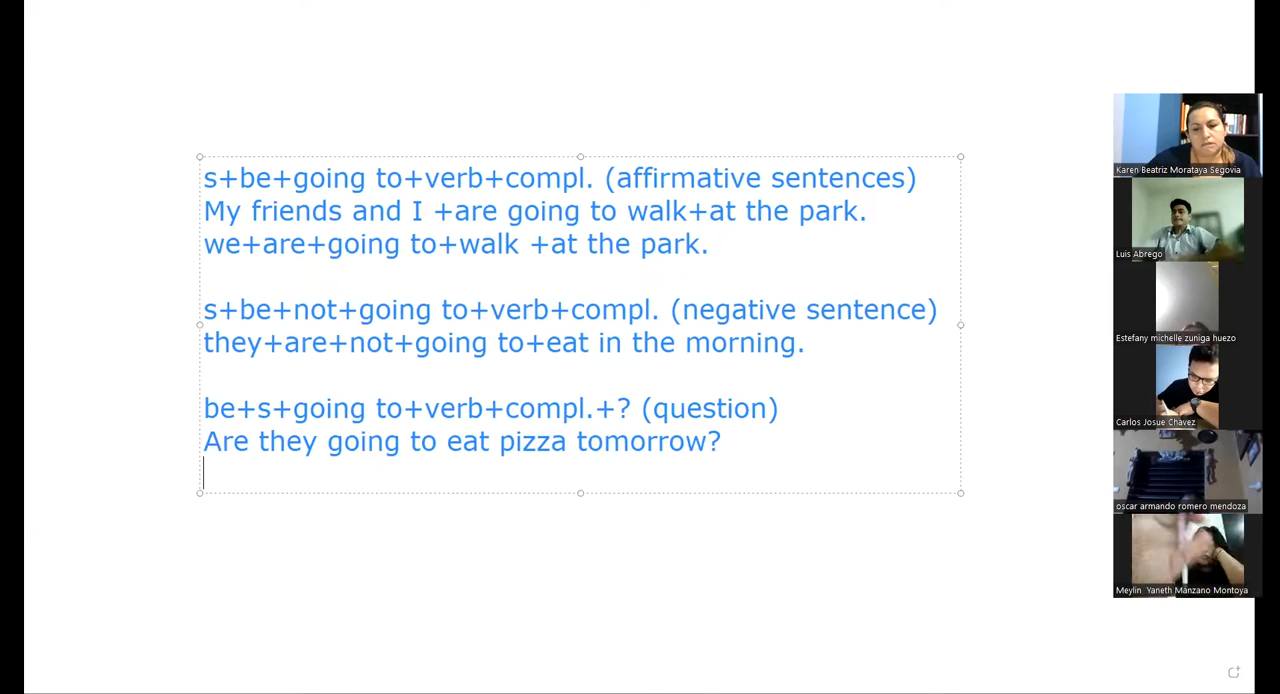 s+be+going to+verb+compl. (affirmative sentences)
My friends and I +are going to walk+at the park.
we+are+going to+walk +at the park.
s+be+not+going to+verb+compl. (negative sentence)
they+are+not+going to+eat in the morning.
be+s+going to+verb+compl.+? (question)
Are they going to eat pizza tomorrow?
Karen Beatriz Morataya Segovia
Luis Abrego
Estefany michelle zuniga huezo
Carlos Josue Chavez
oscar armando romero mendoza
Meylin Yaneth Manzano Montoya